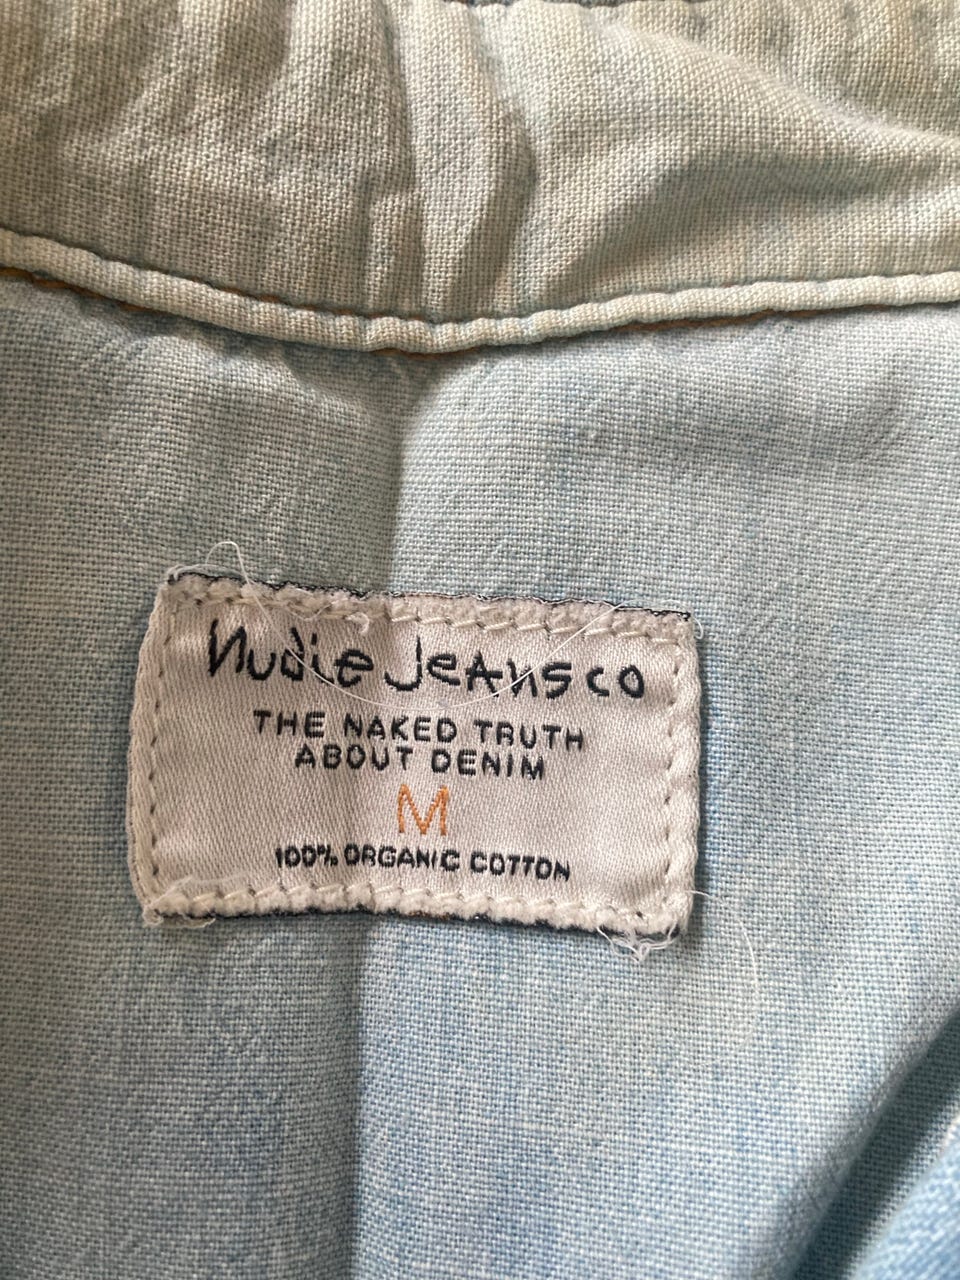 Nudie Jeans co
THE NAKED TRUTH
ABOUT DENIM
M
100% ORGANIC COTTON